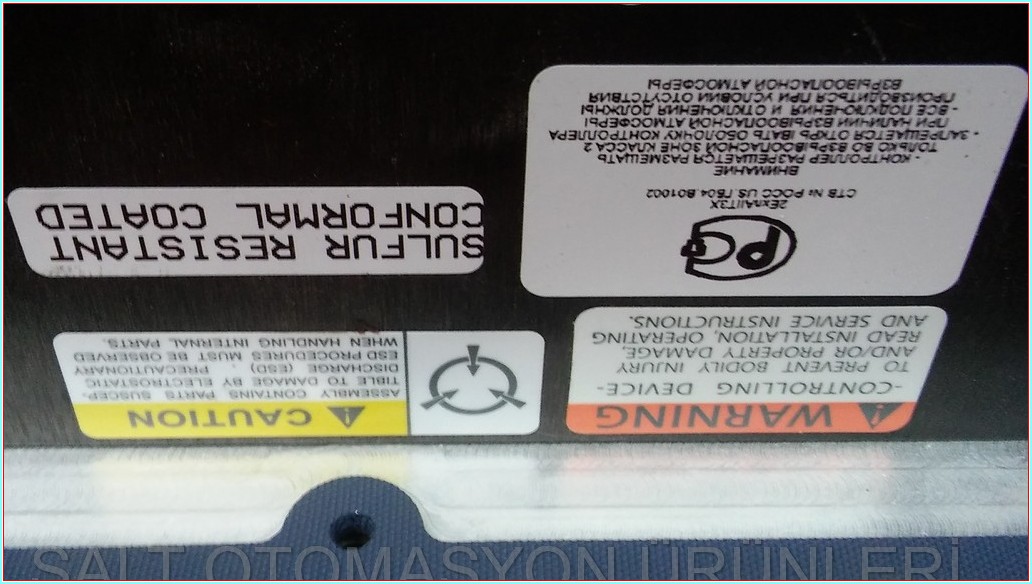 WARNING
-CONTROLLING DEVICE-
TO PREVENT BODILY INJURY
AND/OR PROPERTY DAMAGE,
READ INSTALLATION, OPERATING
AND SERVICE INSTRUCTIONS.
CAUTION
ASSEMBLY CONTAINS PARTS SUSCEP-
TIBLE TO DAMAGE BY ELECTROSTATIC
DISCHARGE (ESD) . PRECAUTIONARY
ESD PROCEDURES MUST BE OBSERVED
WHEN HANDLING INTERNAL PARTS.
PC
2ExnAIIT3X
СТВ № РОСС US.ГБ04.В01002
ВНИМАНИЕ
- КОНТРОЛЛЕР РАЗРЕШАЕТСЯ РАЗМЕЩАТЬ
ТОЛЬКО ВО ВЗРЫВООПАСНОЙ ЗОНЕ КЛАССА 2
- ЗАПРЕЩАЕТСЯ ОТКРЫВАТЬ ОБОЛОЧКУ КОНТРОЛЛЕРА
ПРИ НАЛИЧИИ ВЗРЫВООПАСНОЙ АТМОСФЕРЫ
- ВСЕ ПОДКЛЮЧЕНИЯ И ОТКЛЮЧЕНИЯ ДОЛЖНЫ
ПРОИЗВОДИТЬСЯ ПРИ УСЛОВИИ ОТСУТСТВИЯ
ВЗРЫВООПАСНОЙ АТМОСФЕРЫ
SULFUR RESISTANT
CONFORMAL COATED
SALT OTOMASYON ÜRÜNLERİ